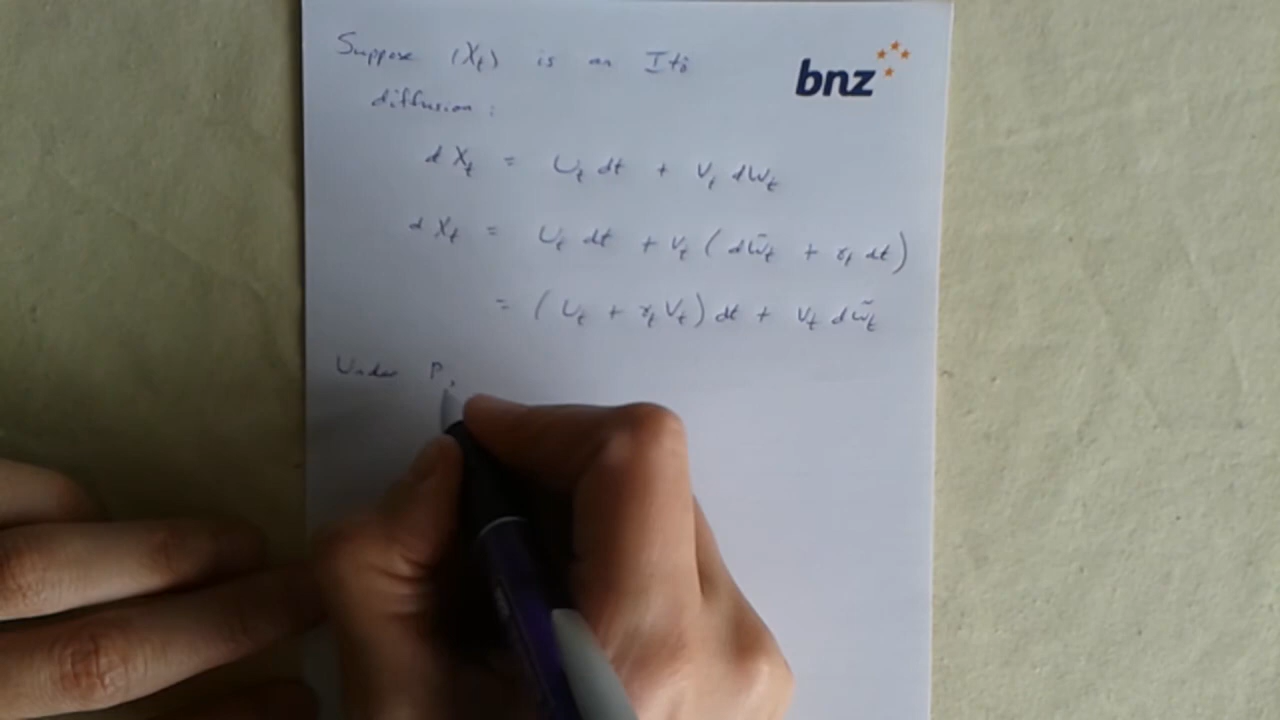 Suppose (X_t) is an Itô
bnz
diffusion:
dX_t = U_t dt + V_t dW_t
dX_t = U_t dt + V_t (dW̃_t + γ_t dt)
= (U_t + γ_t V_t) dt + V_t dW̃_t
Under P,